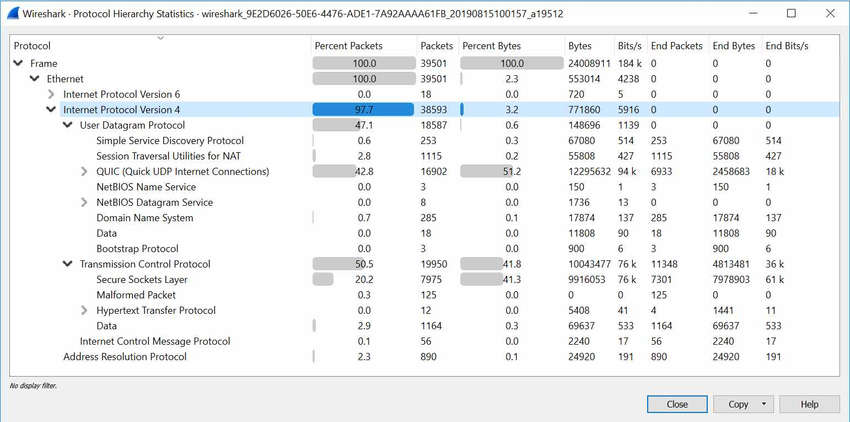 Wireshark - Protocol Hierarchy Statistics - wireshark_9E2D6026-50E6-4476-ADE1-7A92AAAA61FB_20190815100157_a19512
Protocol Percent Packets Packets Percent Bytes Bytes Bits/s End Packets End Bytes End Bits/s
Frame 100.0 39501 100.0 24008911 184 k 0 0 0
Ethernet 100.0 39501 2.3 553014 4238 0 0 0
Internet Protocol Version 6 0.0 18 0.0 720 5 0 0 0
Internet Protocol Version 4 97.7 38593 3.2 771860 5916 0 0 0
User Datagram Protocol 47.1 18587 0.6 148696 1139 0 0 0
Simple Service Discovery Protocol 0.6 253 0.3 67080 514 253 67080 514
Session Traversal Utilities for NAT 2.8 1115 0.2 55808 427 1115 55808 427
QUIC (Quick UDP Internet Connections) 42.8 16902 51.2 12295632 94 k 6933 2458683 18 k
NetBIOS Name Service 0.0 3 0.0 150 1 3 150 1
NetBIOS Datagram Service 0.0 8 0.0 1736 13 0 0 0
Domain Name System 0.7 285 0.1 17874 137 285 17874 137
Data 0.0 18 0.0 11808 90 18 11808 90
Bootstrap Protocol 0.0 3 0.0 900 6 3 900 6
Transmission Control Protocol 50.5 19950 41.8 10043477 76 k 11348 4813481 36 k
Secure Sockets Layer 20.2 7975 41.3 9916053 76 k 7301 7978903 61 k
Malformed Packet 0.3 125 0.0 0 0 125 0 0
Hypertext Transfer Protocol 0.0 12 0.0 5408 41 4 1441 11
Data 2.9 1164 0.3 69637 533 1164 69637 533
Internet Control Message Protocol 0.1 56 0.0 2240 17 56 2240 17
Address Resolution Protocol 2.3 890 0.1 24920 191 890 24920 191
No display filter.
Close Copy Help